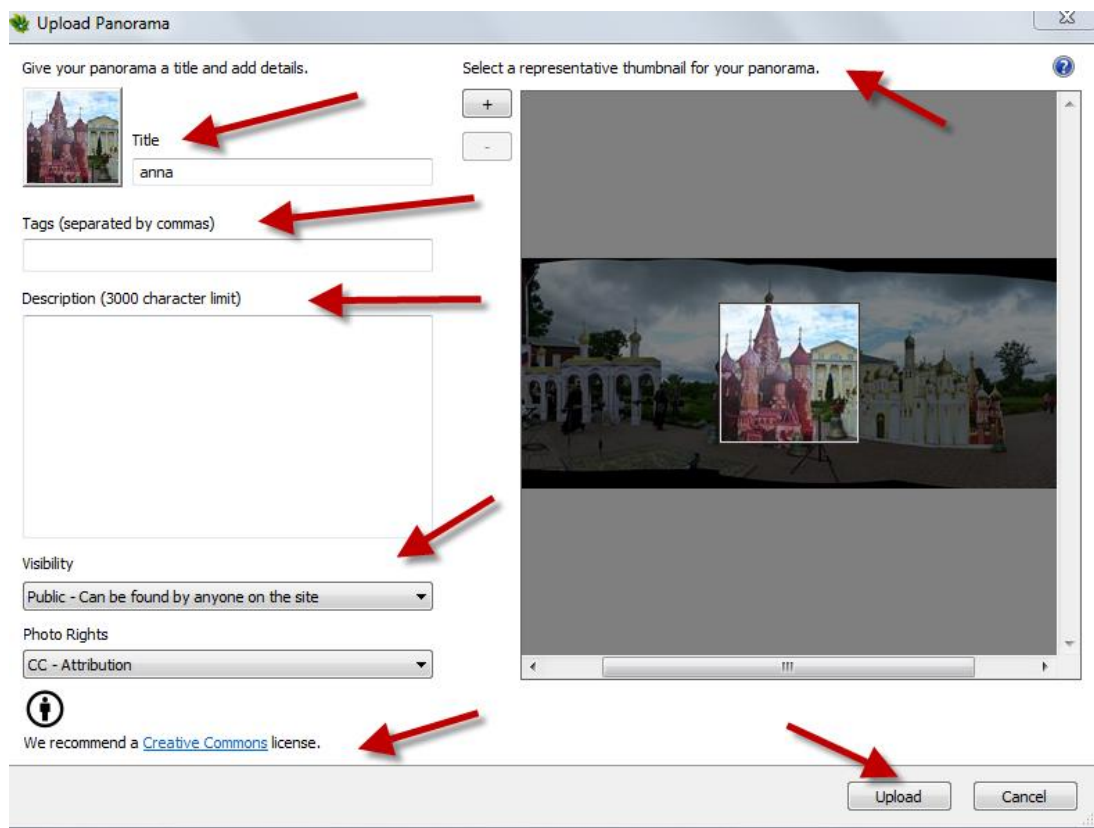 Upload Panorama
Give your panorama a title and add details.
Title
anna
Tags (separated by commas)
Description (3000 character limit)
Visibility
Public - Can be found by anyone on the site
Photo Rights
CC - Attribution
We recommend a Creative Commons license.
Select a representative thumbnail for your panorama.
+
-
Upload
Cancel